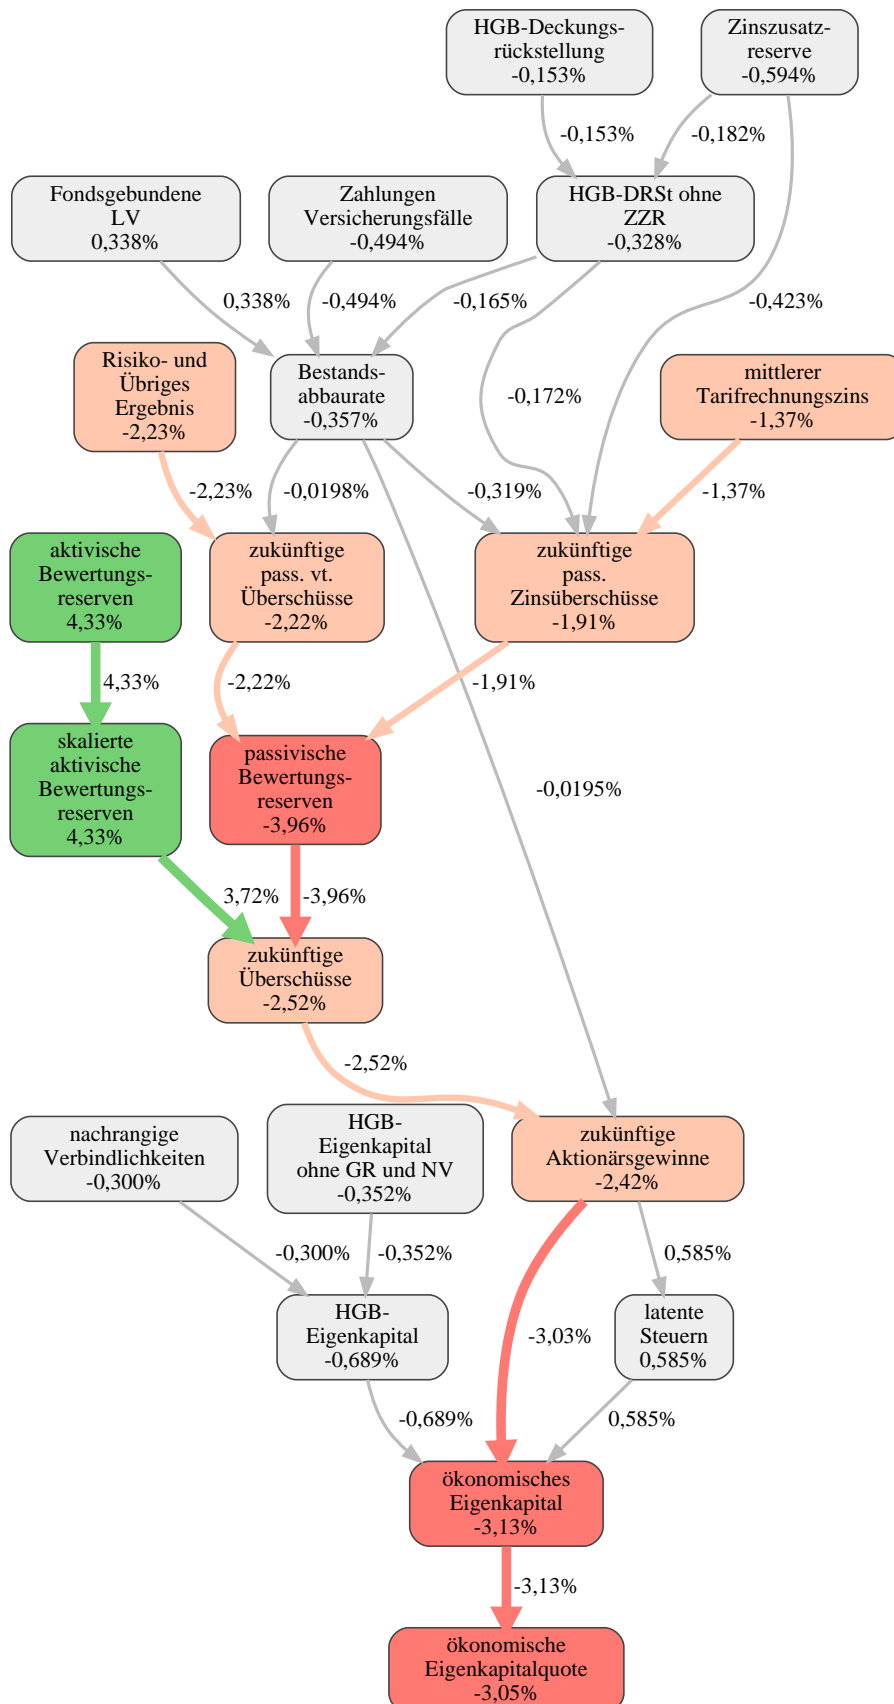 HGB-Deckungs-
rückstellung
-0,153%
Zinszusatz-
reserve
-0,594%
-0,153%
-0,182%
Fondsgebundene
LV
0,338%
Zahlungen
Versicherungsfälle
-0,494%
HGB-DRSt ohne
ZZR
-0,328%
0,338%
-0,494%
-0,165%
-0,423%
Risiko- und
Übriges
Ergebnis
-2,23%
Bestands-
abbaurate
-0,357%
-0,172%
mittlerer
Tarifrechnungszins
-1,37%
-2,23%
-0,0198%
-0,319%
-1,37%
aktivische
Bewertungs-
reserven
4,33%
zukünftige
pass. vt.
Überschüsse
-2,22%
zukünftige
pass.
Zinsüberschüsse
-1,91%
4,33%
-2,22%
-1,91%
skalierte
aktivische
Bewertungs-
reserven
4,33%
passivische
Bewertungs-
reserven
-3,96%
-0,0195%
3,72%
-3,96%
zukünftige
Überschüsse
-2,52%
-2,52%
nachrangige
Verbindlichkeiten
-0,300%
HGB-
Eigenkapital
ohne GR und NV
-0,352%
zukünftige
Aktionärsgewinne
-2,42%
-0,300%
-0,352%
0,585%
HGB-
Eigenkapital
-0,689%
-3,03%
latente
Steuern
0,585%
-0,689%
0,585%
ökonomisches
Eigenkapital
-3,13%
-3,13%
ökonomische
Eigenkapitalquote
-3,05%